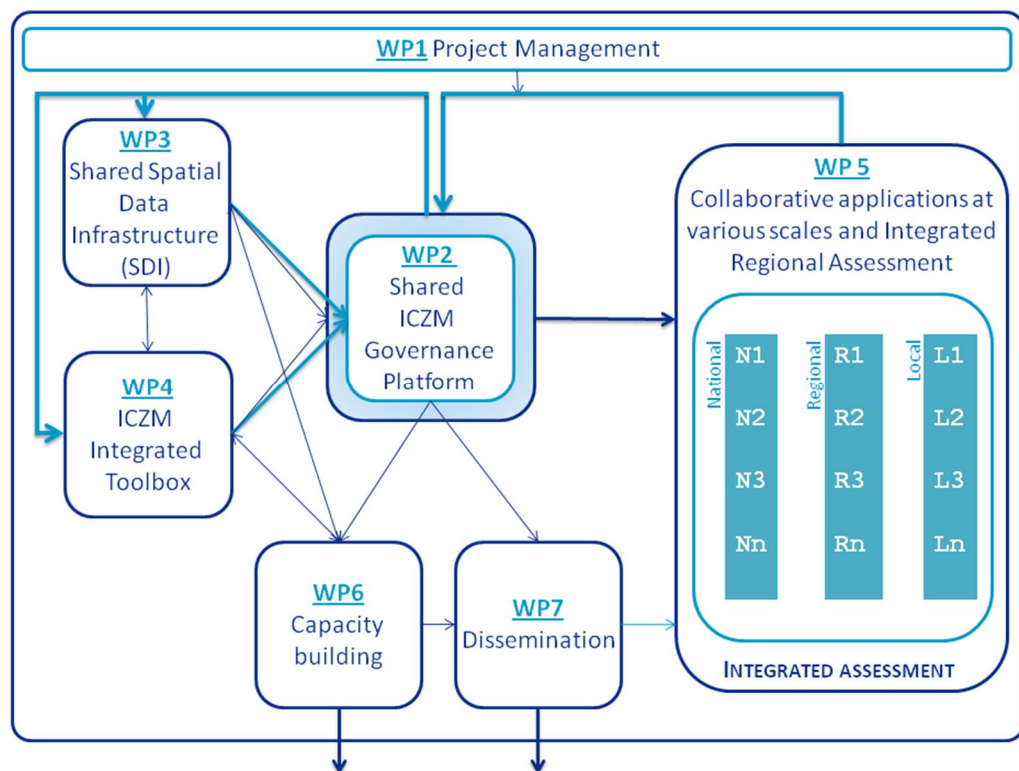 WP1 Project Management
WP3
Shared Spatial
Data
Infrastructure
(SDI)
WP4
ICZM
Integrated
Toolbox
WP2
Shared
ICZM
Governance
Platform
WP 5
Collaborative applications at
various scales and Integrated
Regional Assessment
National
N1
N2
N3
Nn
Regional
R1
R2
R3
Rn
Local
L1
L2
L3
Ln
INTEGRATED ASSESSMENT
WP6
Capacity
building
WP7
Dissemination